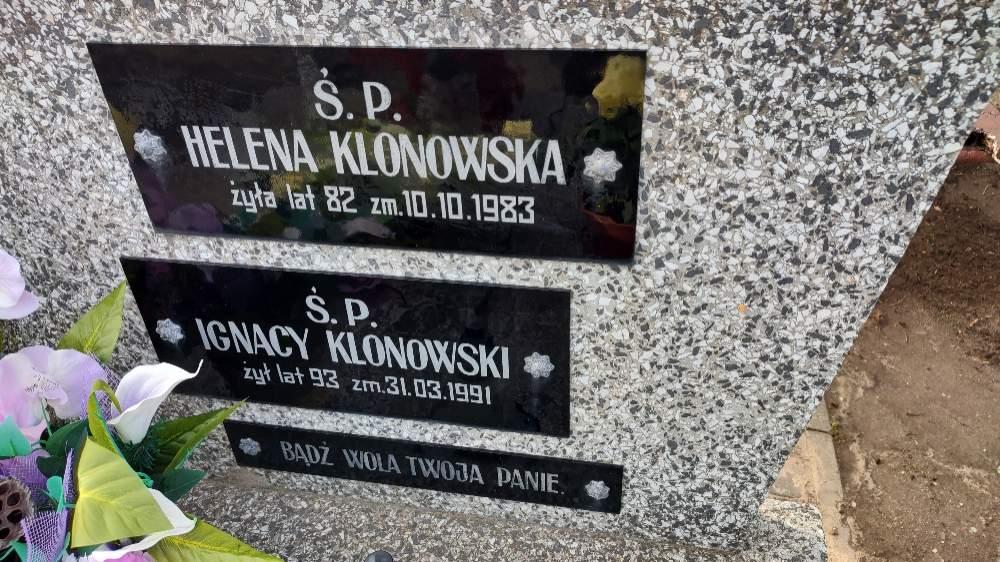 Ś. P.
HELENA KLONOWSKA
żyła lat 82 zm.10.10.1983
Ś. P.
IGNACY KLONOWSKI
żył lat 93 zm.31.03.1991
BĄDŹ WOLA TWOJA PANIE.